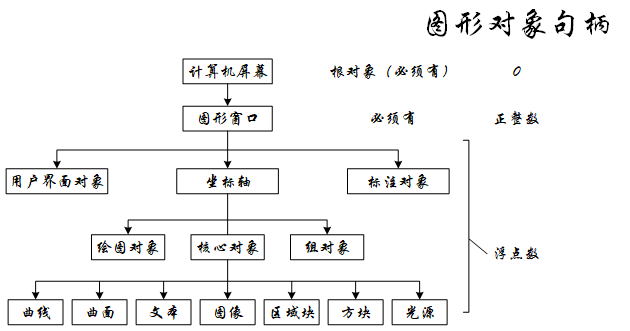 图形对象句柄
计算机屏幕 根对象（必须有） 0
图形窗口 必须有 正整数
用户界面对象 坐标轴 标注对象
绘图对象 核心对象 组对象 浮点数
曲线 曲面 文本 图像 区域块 方块 光源